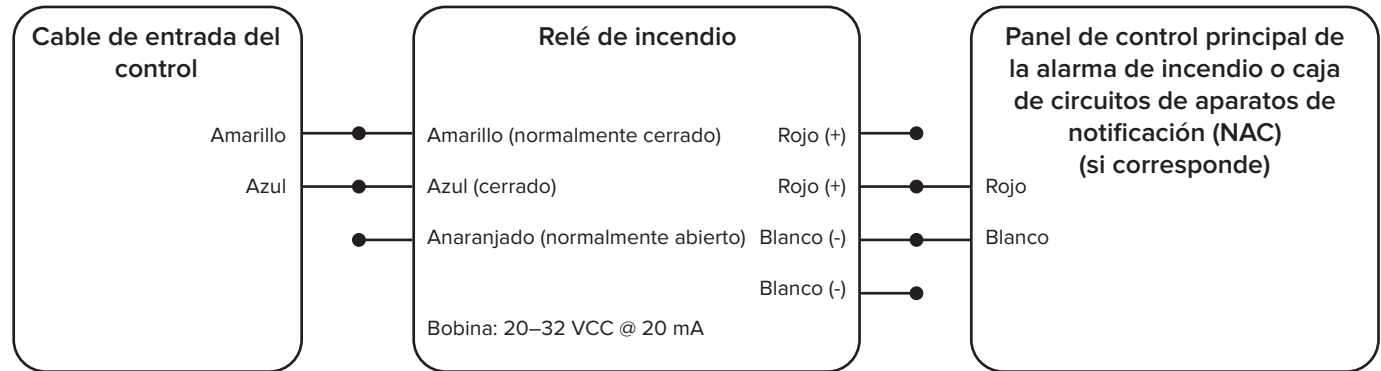 Cable de entrada del
control
Amarillo
Azul
Relé de incendio
Amarillo (normalmente cerrado)
Azul (cerrado)
Anaranjado (normalmente abierto)
Rojo (+)
Rojo (+)
Blanco (-)
Blanco (-)
Bobina: 20–32 VCC @ 20 mA
Panel de control principal de
la alarma de incendio o caja
de circuitos de aparatos de
notificación (NAC)
(si corresponde)
Rojo
Blanco